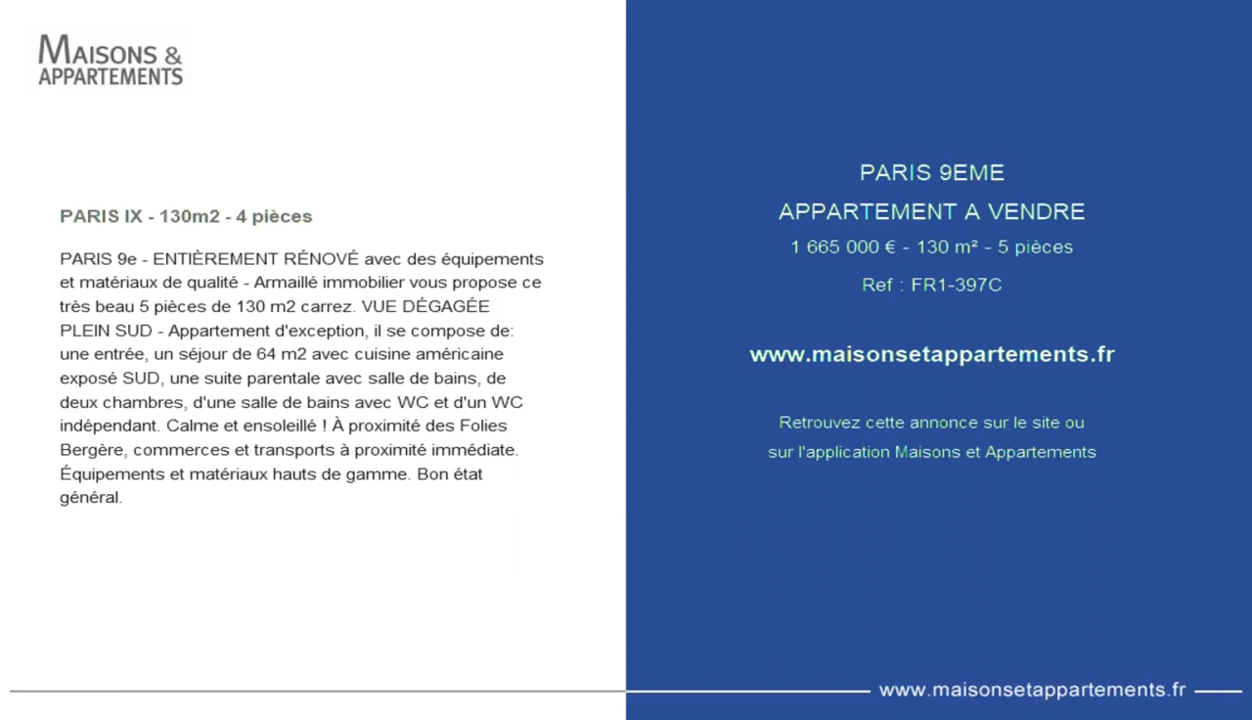 MAISONS &
APPARTEMENTS
PARIS IX - 130m2 - 4 pièces
PARIS 9e - ENTIÈREMENT RÉNOVÉ avec des équipements
et matériaux de qualité - Armaillé immobilier vous propose ce
très beau 5 pièces de 130 m2 carrez. VUE DÉGAGÉE
PLEIN SUD - Appartement d'exception, il se compose de:
une entrée, un séjour de 64 m2 avec cuisine américaine
exposé SUD, une suite parentale avec salle de bains, de
deux chambres, d'une salle de bains avec WC et d'un WC
indépendant. Calme et ensoleillé ! À proximité des Folies
Bergère, commerces et transports à proximité immédiate.
Équipements et matériaux hauts de gamme. Bon état
général.
PARIS 9EME
APPARTEMENT A VENDRE
1 665 000 € - 130 m² - 5 pièces
Ref : FR1-397C
www.maisonsetappartements.fr
Retrouvez cette annonce sur le site ou
sur l'application Maisons et Appartements
www.maisonsetappartements.fr